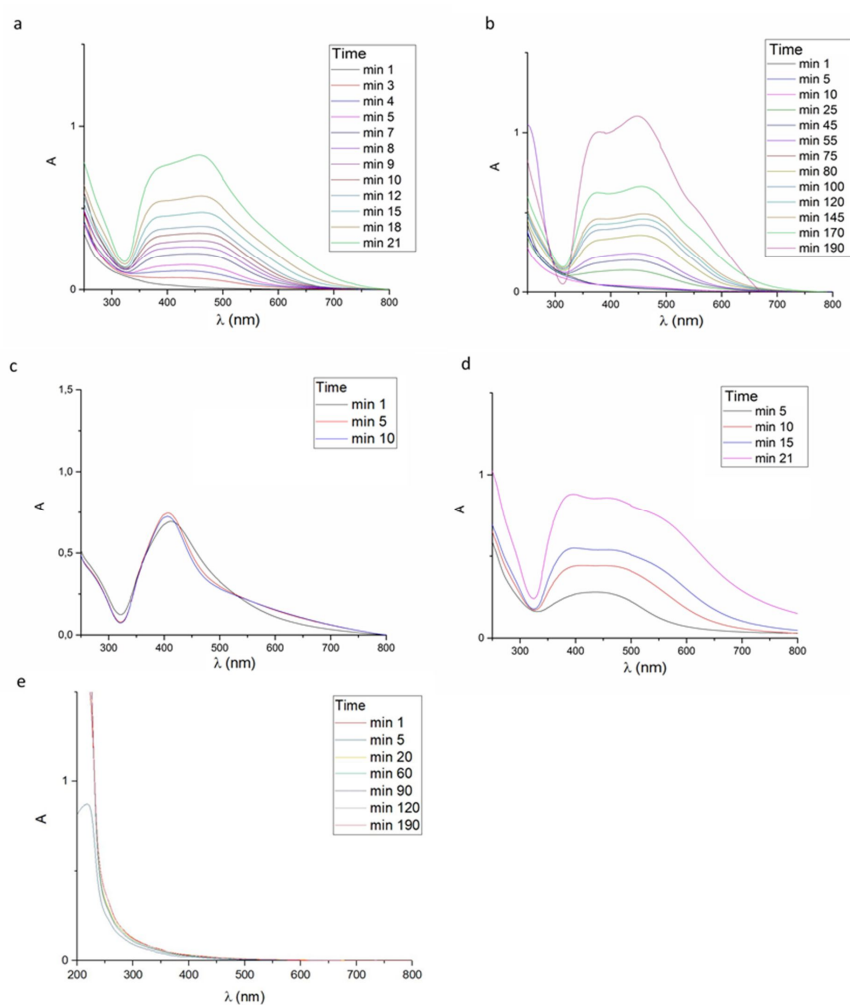 a
1
0
A
300
400
500
600
700
800
λ (nm)
Time
min 1
min 3
min 4
min 5
min 7
min 8
min 9
min 10
min 12
min 15
min 18
min 21
b
1
0
A
300
400
500
600
700
800
λ (nm)
Time
min 1
min 5
min 10
min 25
min 45
min 55
min 75
min 80
min 100
min 120
min 145
min 170
min 190
c
1,5
1,0
0,5
0,0
A
300
400
500
600
700
800
λ (nm)
Time
min 1
min 5
min 10
d
1
0
A
300
400
500
600
700
800
λ (nm)
Time
min 5
min 10
min 15
min 21
e
1
0
A
200
300
400
500
600
700
800
λ (nm)
Time
min 1
min 5
min 20
min 60
min 90
min 120
min 190